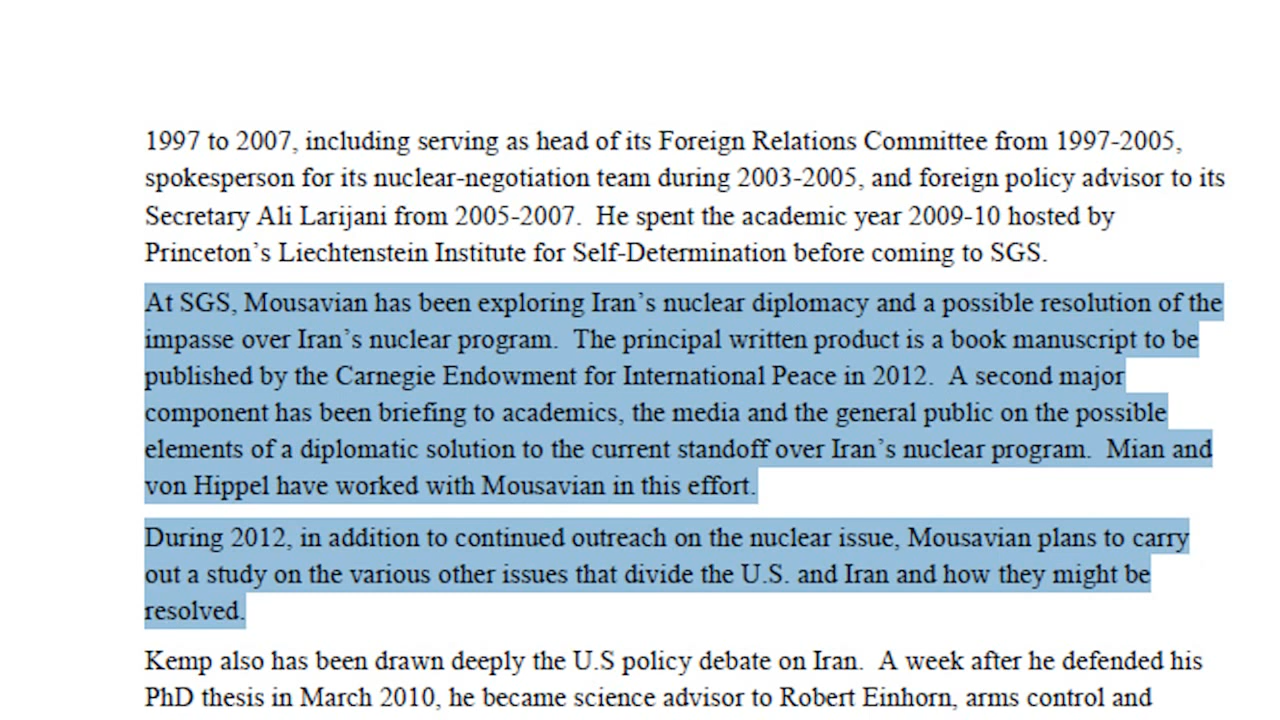 1997 to 2007, including serving as head of its Foreign Relations Committee from 1997-2005,
spokesperson for its nuclear-negotiation team during 2003-2005, and foreign policy advisor to its
Secretary Ali Larijani from 2005-2007.  He spent the academic year 2009-10 hosted by
Princeton’s Liechtenstein Institute for Self-Determination before coming to SGS.
At SGS, Mousavian has been exploring Iran’s nuclear diplomacy and a possible resolution of the
impasse over Iran’s nuclear program.  The principal written product is a book manuscript to be
published by the Carnegie Endowment for International Peace in 2012.  A second major
component has been briefing to academics, the media and the general public on the possible
elements of a diplomatic solution to the current standoff over Iran’s nuclear program.  Mian and
von Hippel have worked with Mousavian in this effort.
During 2012, in addition to continued outreach on the nuclear issue, Mousavian plans to carry
out a study on the various other issues that divide the U.S. and Iran and how they might be
resolved.
Kemp also has been drawn deeply the U.S policy debate on Iran.  A week after he defended his
PhD thesis in March 2010, he became science advisor to Robert Einhorn, arms control and